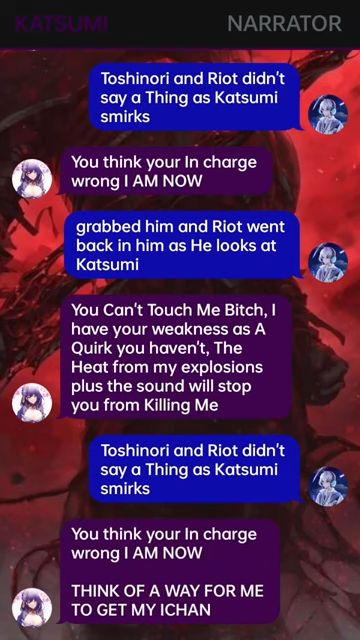 KATSUMI NARRATOR
Toshinori and Riot didn't
say a Thing as Katsumi
smirks
You think your In charge
wrong I AM NOW
grabbed him and Riot went
back in him as He looks at
Katsumi
You Can't Touch Me Bitch, I
have your weakness as A
Quirk you haven't, The
Heat from my explosions
plus the sound will stop
you from Killing Me
Toshinori and Riot didn't
say a Thing as Katsumi
smirks
You think your In charge
wrong I AM NOW
THINK OF A WAY FOR ME
TO GET MY ICHAN